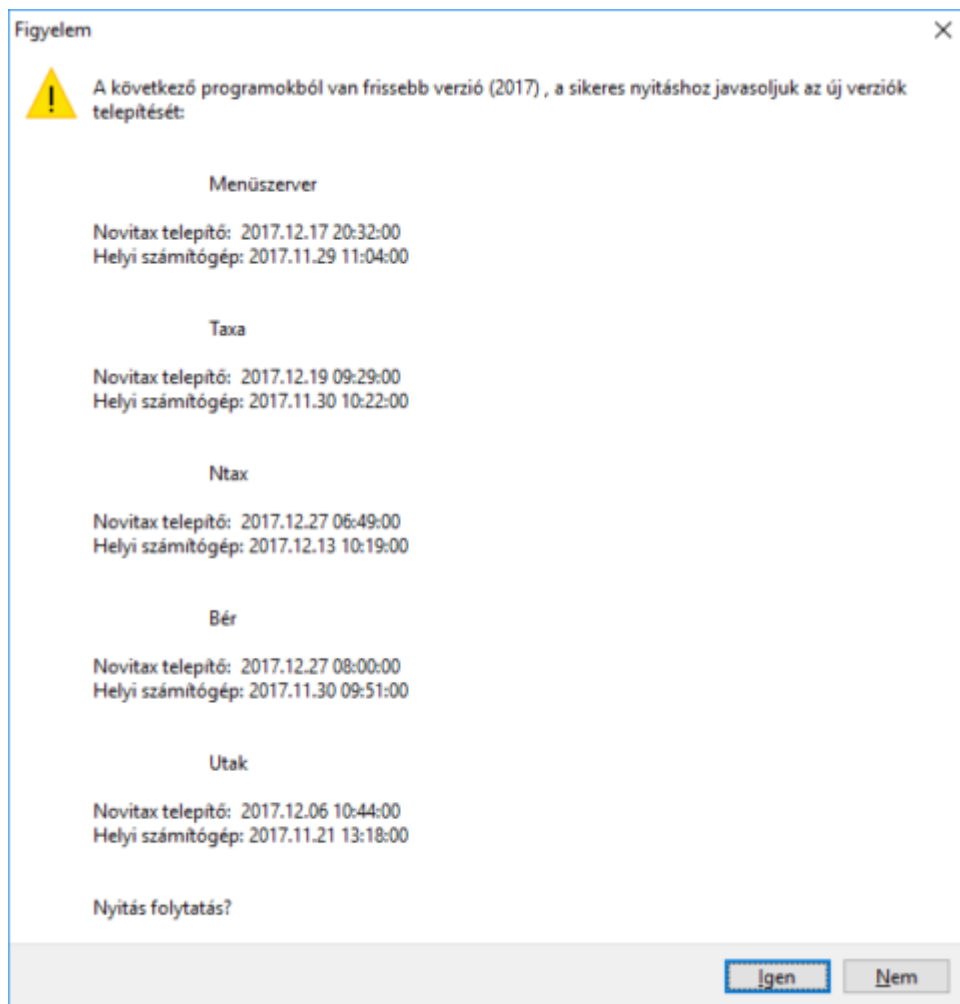 Figyelem
A következő programokból van frissebb verzió (2017) , a sikeres nyitáshoz javasoljuk az új verziók
telepítését:
Menüszerver
Novitax telepítő: 2017.12.17 20:32:00
Helyi számítógép: 2017.11.29 11:04:00
Taxa
Novitax telepítő: 2017.12.19 09:29:00
Helyi számítógép: 2017.11.30 10:22:00
Ntax
Novitax telepítő: 2017.12.27 06:49:00
Helyi számítógép: 2017.12.13 10:19:00
Bér
Novitax telepítő: 2017.12.27 08:00:00
Helyi számítógép: 2017.11.30 09:51:00
Utak
Novitax telepítő: 2017.12.06 10:44:00
Helyi számítógép: 2017.11.21 13:18:00
Nyitás folytatás?
Igen Nem